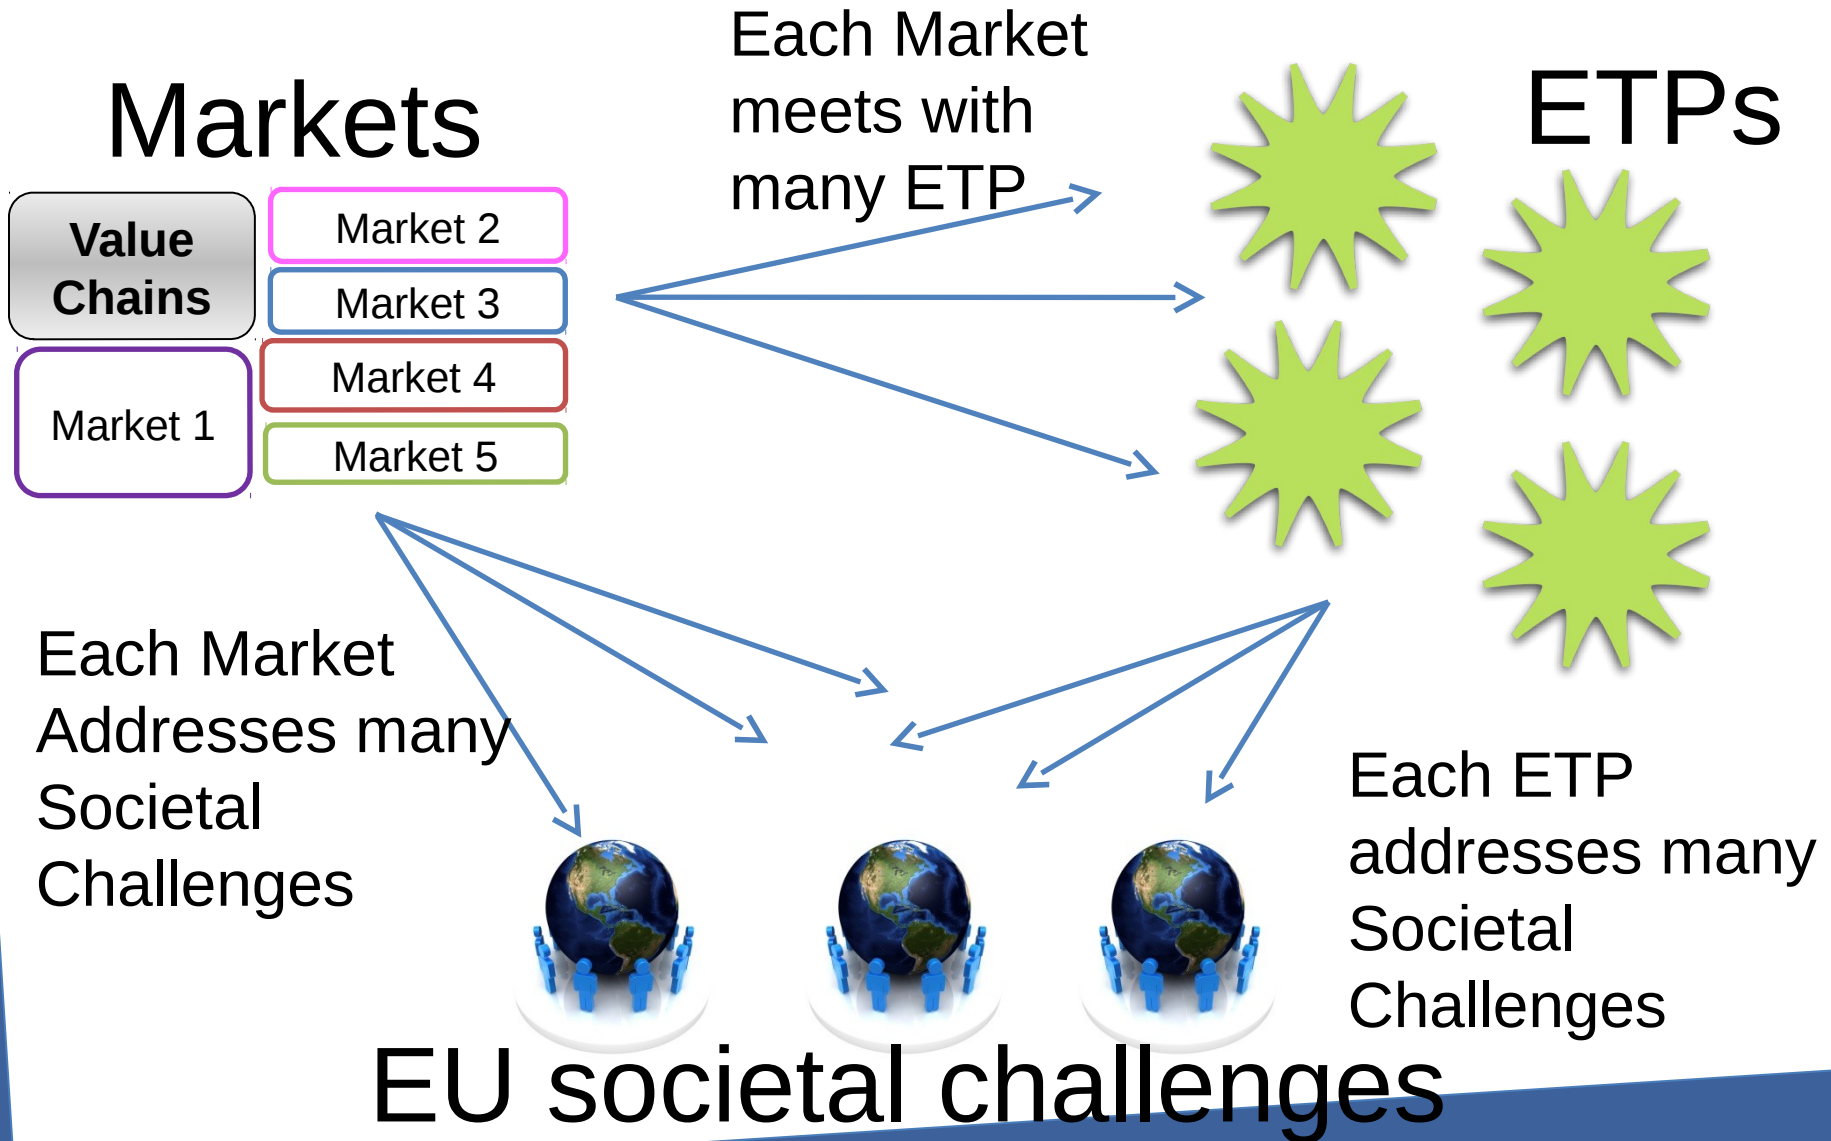 Each Market
meets with
many ETP
Markets
ETPs
Value
Chains
Market 2
Market 3
Market 4
Market 1
Market 5
Each Market
Addresses many
Societal
Challenges
Each ETP
addresses many
Societal
Challenges
EU societal challenges